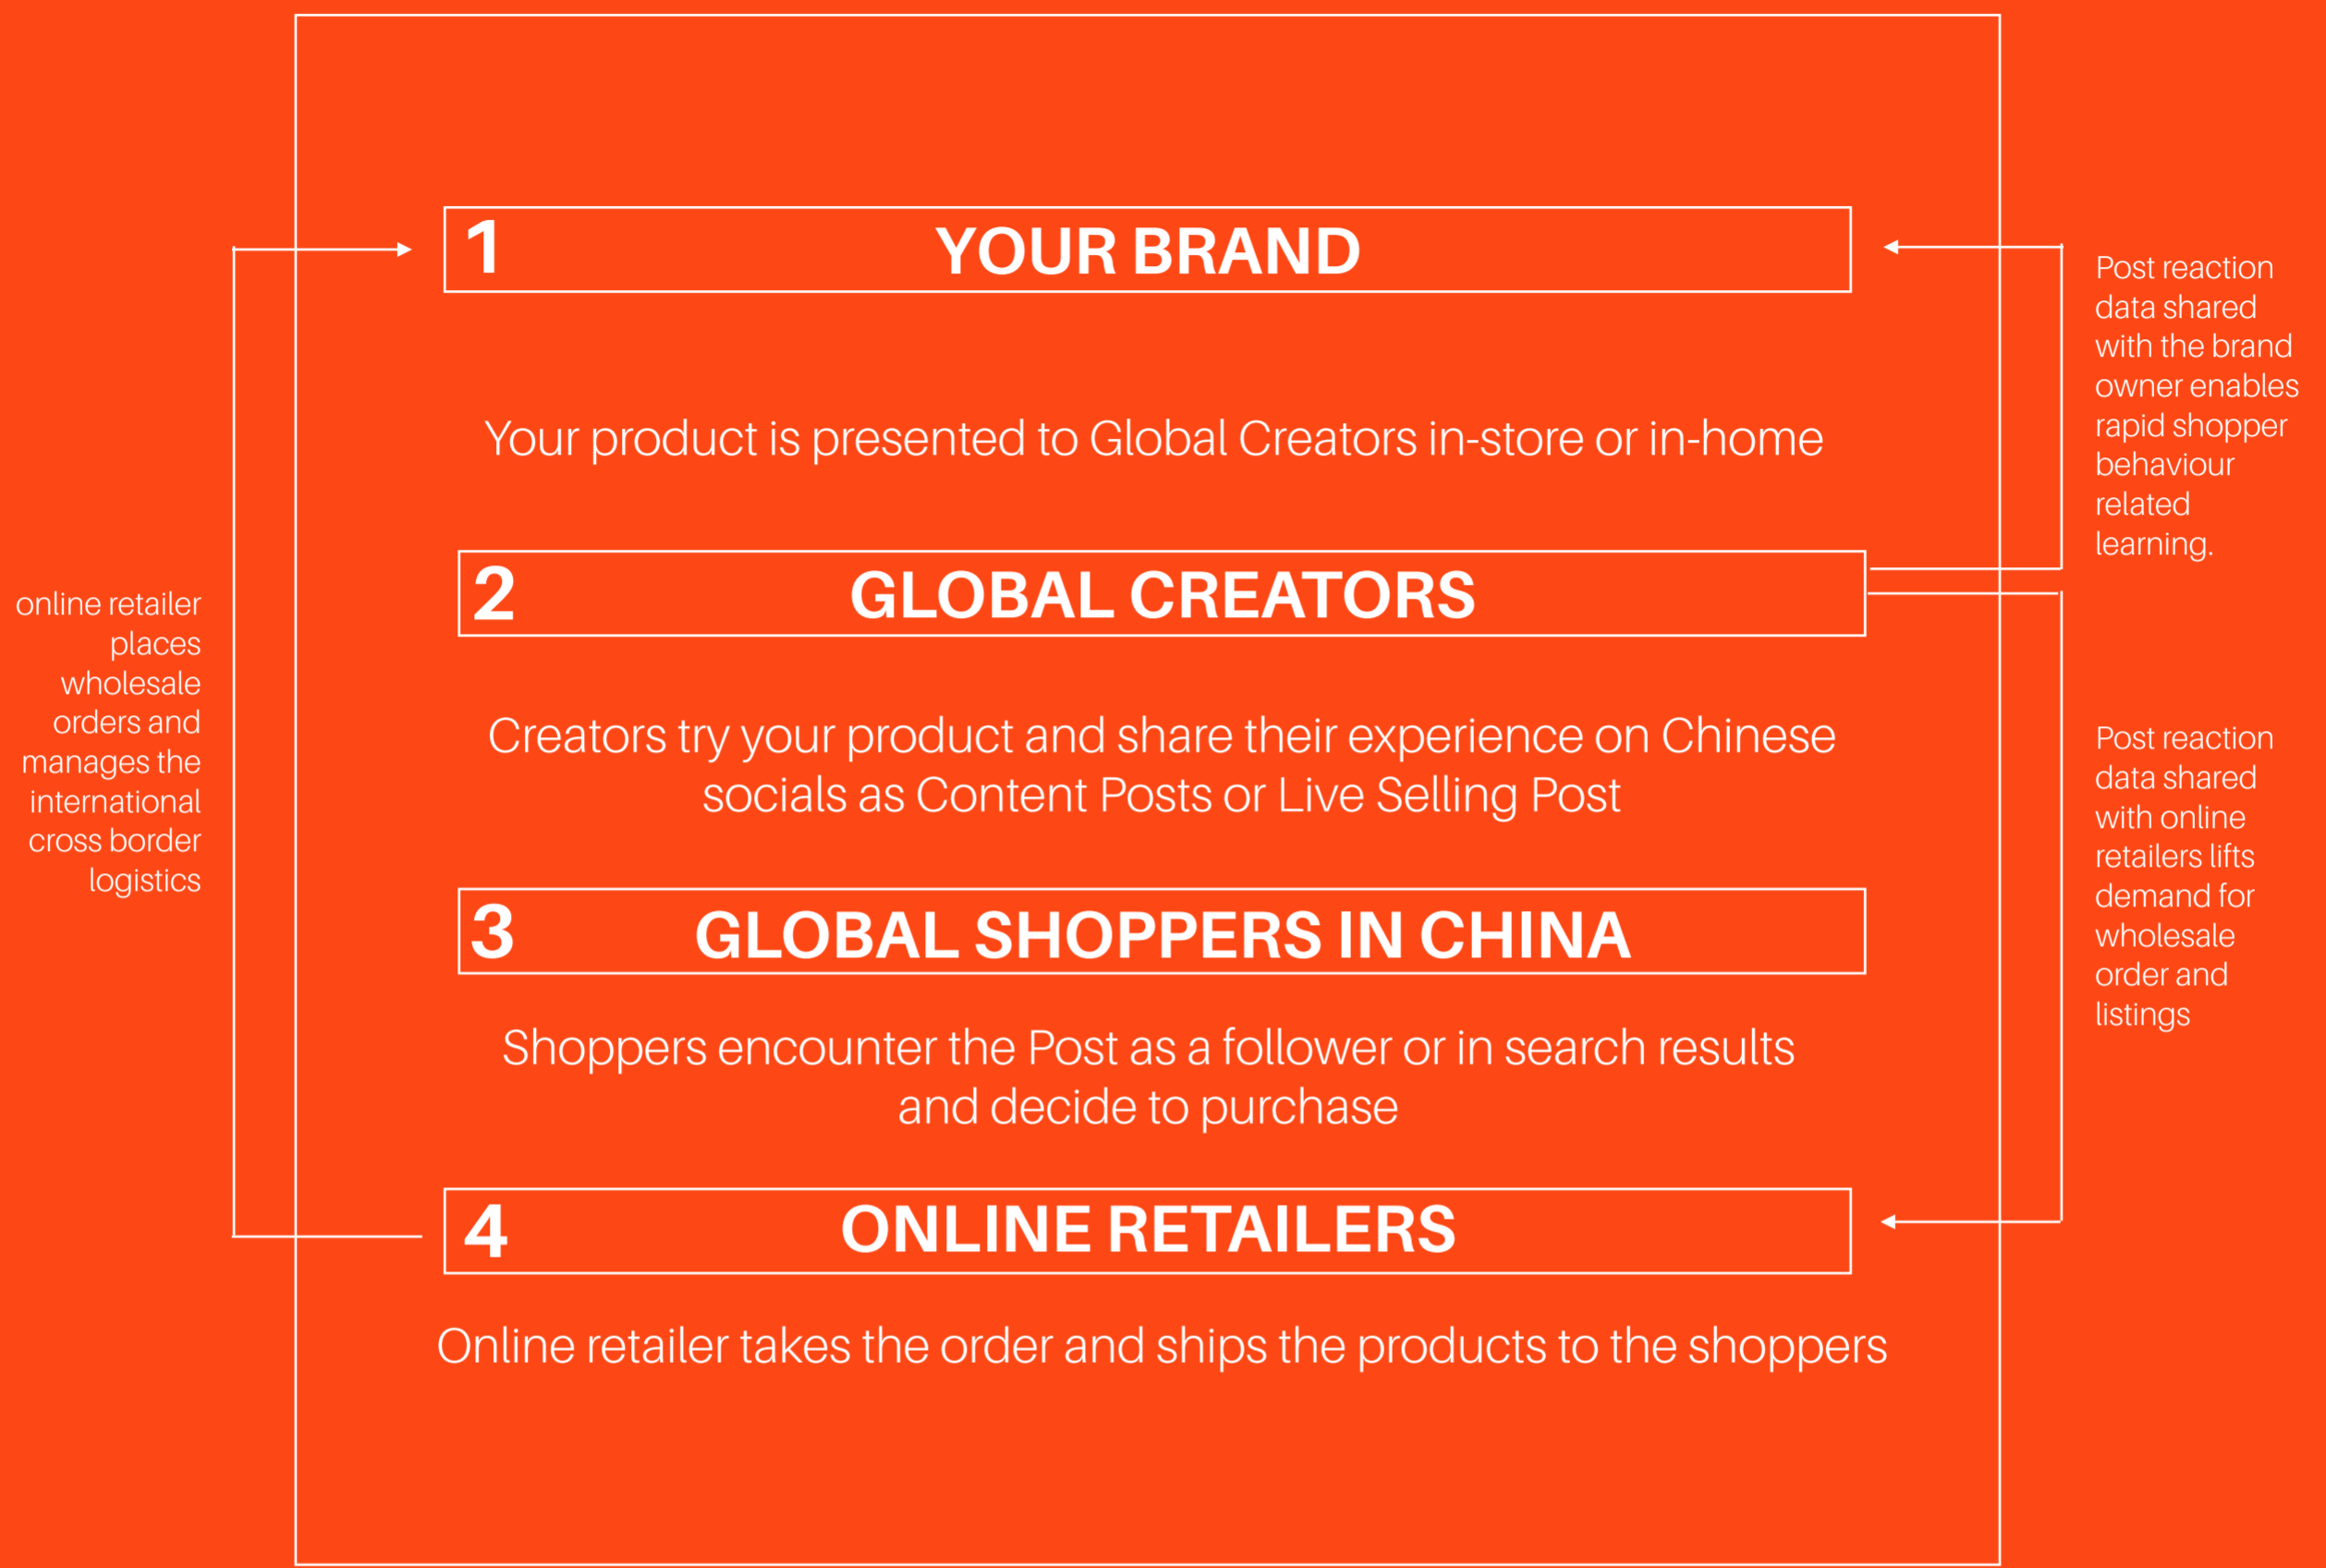 1 YOUR BRAND
Your product is presented to Global Creators in-store or in-home
2 GLOBAL CREATORS
Creators try your product and share their experience on Chinese
socials as Content Posts or Live Selling Post
3 GLOBAL SHOPPERS IN CHINA
Shoppers encounter the Post as a follower or in search results
and decide to purchase
4 ONLINE RETAILERS
Online retailer takes the order and ships the products to the shoppers
online retailer
places
wholesale
orders and
manages the
international
cross border
logistics
Post reaction
data shared
with the brand
owner enables
rapid shopper
behaviour
related
learning.
Post reaction
data shared
with online
retailers lifts
demand for
wholesale
order and
listings